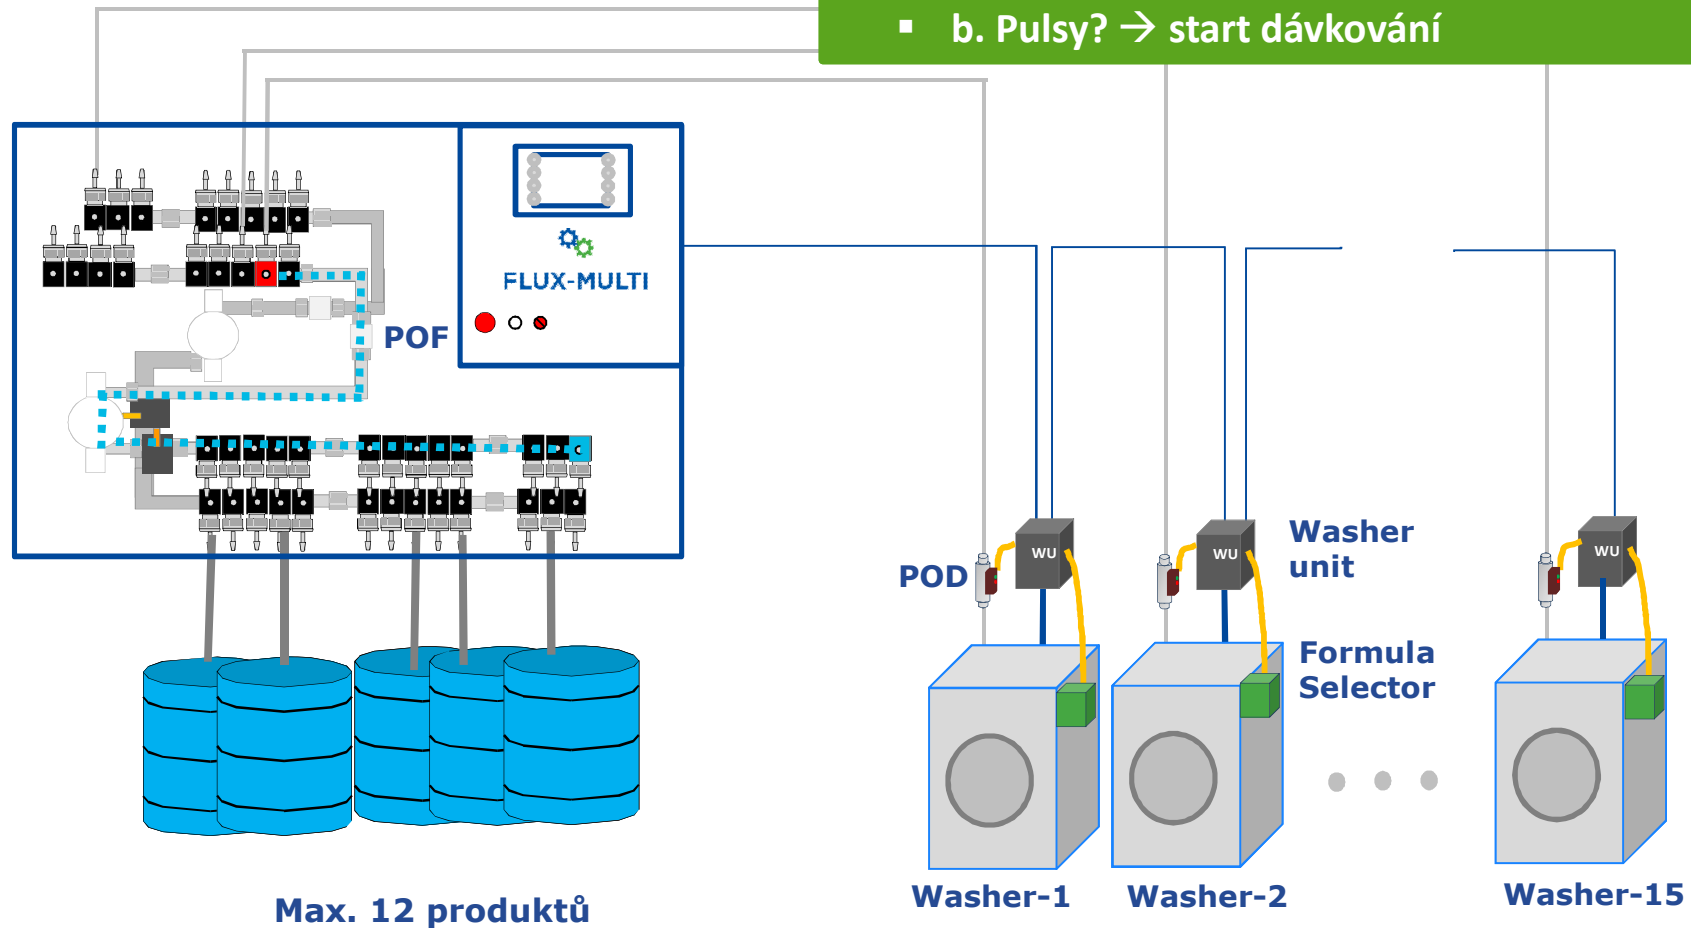 ▪ b. Pulsy? → start dávkování
FLUX-MULTI
POF
WU
WU
WU
Washer
unit
POD
Formula
Selector
Washer-1
Washer-2
Washer-15
Max. 12 produktů